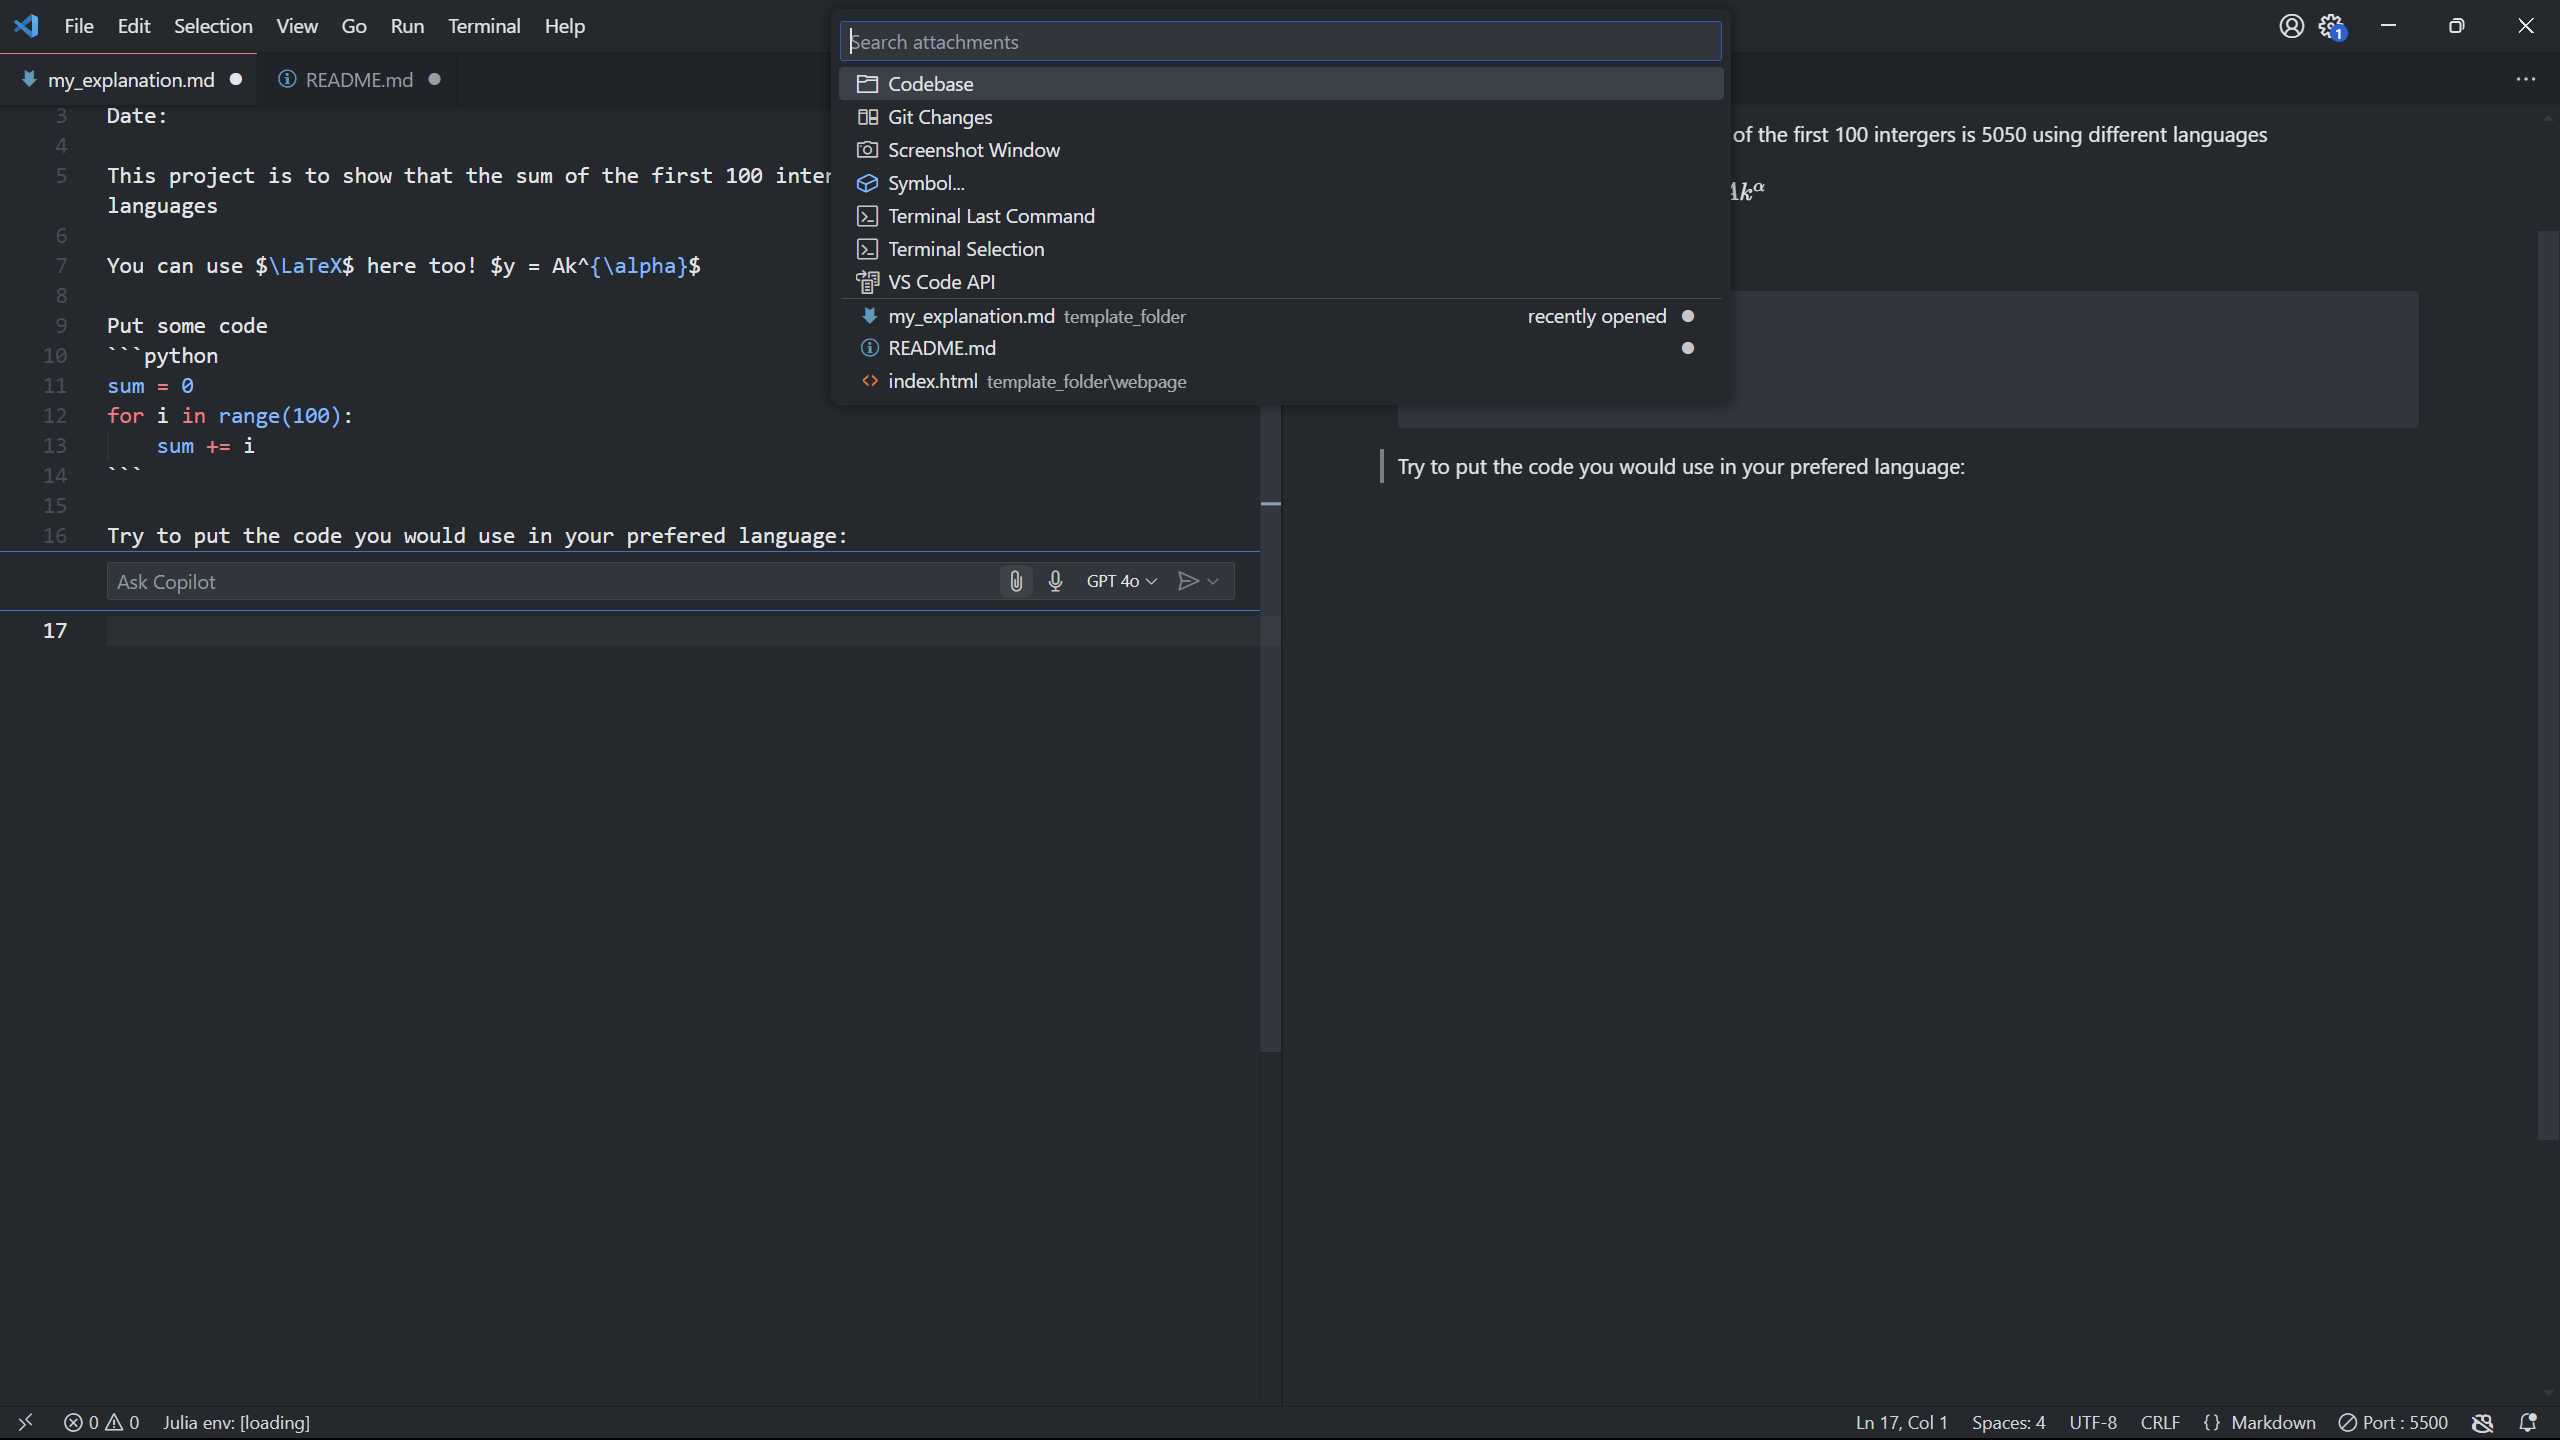 File Edit Selection View Go Run Terminal Help
Search attachments
1
my_explanation.md README.md
Codebase
Git Changes
Screenshot Window
Symbol...
Terminal Last Command
Terminal Selection
VS Code API
my_explanation.md template_folder recently opened
README.md
index.html template_folder\webpage
3 Date:
4
5 This project is to show that the sum of the first 100 inter
languages
6
7 You can use $\LaTeX$ here too! $y = Ak^{\alpha}$
8
9 Put some code
10 ```python
11 sum = 0
12 for i in range(100):
13 sum += i
14 ```
15
16 Try to put the code you would use in your prefered language:
Ask Copilot GPT 4o
17
of the first 100 intergers is 5050 using different languages
Ak^α
Try to put the code you would use in your prefered language:
0 0 Julia env: [loading] Ln 17, Col 1 Spaces: 4 UTF-8 CRLF {} Markdown Port : 5500